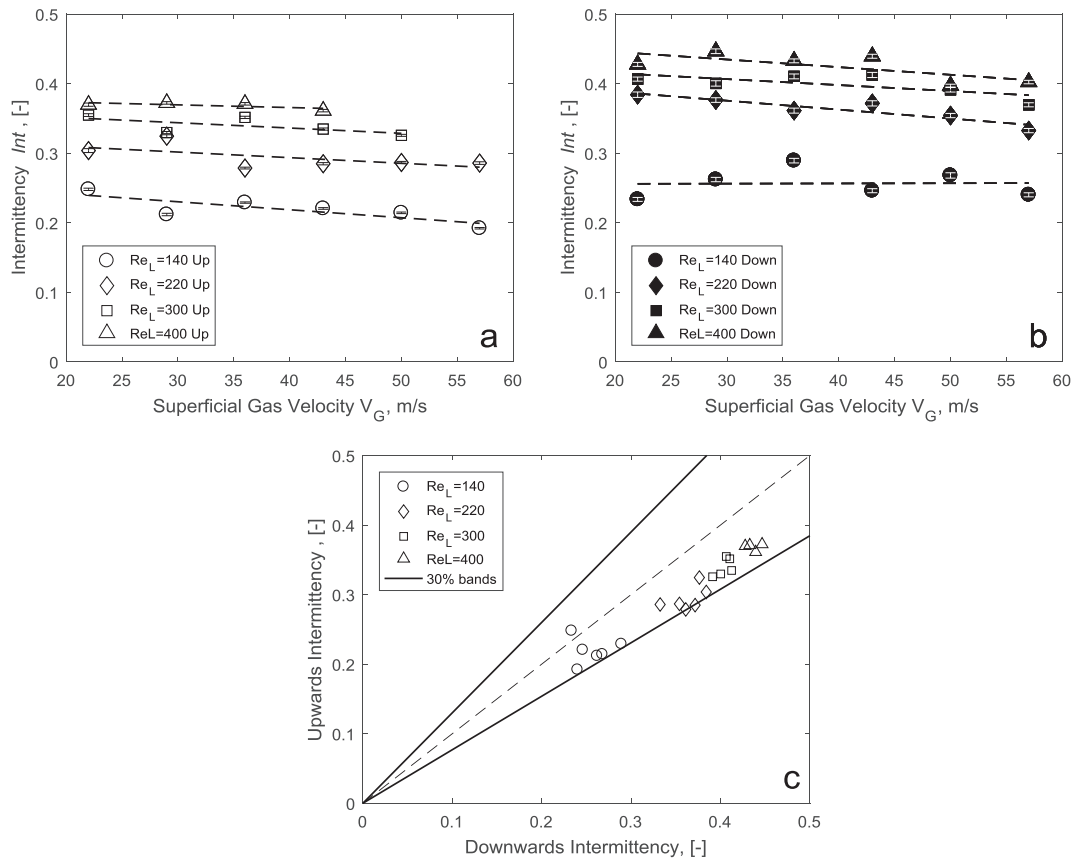 0.5
0.4
0.3
0.2
0.1
0
20 25 30 35 40 45 50 55 60
Intermittency Int , [-]
Superficial Gas Velocity V_G, m/s
Re_L=140 Up
Re_L=220 Up
Re_L=300 Up
ReL=400 Up
a
0.5
0.4
0.3
0.2
0.1
0
20 25 30 35 40 45 50 55 60
Intermittency Int , [-]
Superficial Gas Velocity V_G, m/s
Re_L=140 Down
Re_L=220 Down
Re_L=300 Down
ReL=400 Down
b
0.5
0.4
0.3
0.2
0.1
0
0 0.1 0.2 0.3 0.4 0.5
Upwards Intermittency , [-]
Downwards Intermittency, [-]
Re_L=140
Re_L=220
Re_L=300
ReL=400
30% bands
c